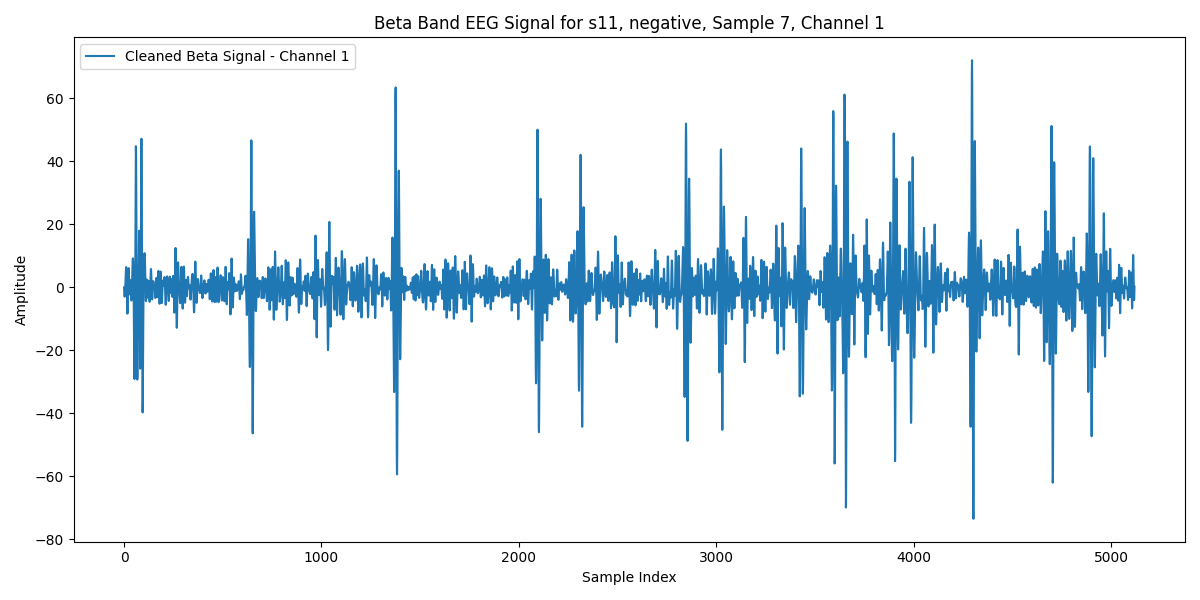 Beta Band EEG Signal for s11, negative, Sample 7, Channel 1
Cleaned Beta Signal - Channel 1
Amplitude
60
40
20
0
−20
−40
−60
−80
0 1000 2000 3000 4000 5000
Sample Index